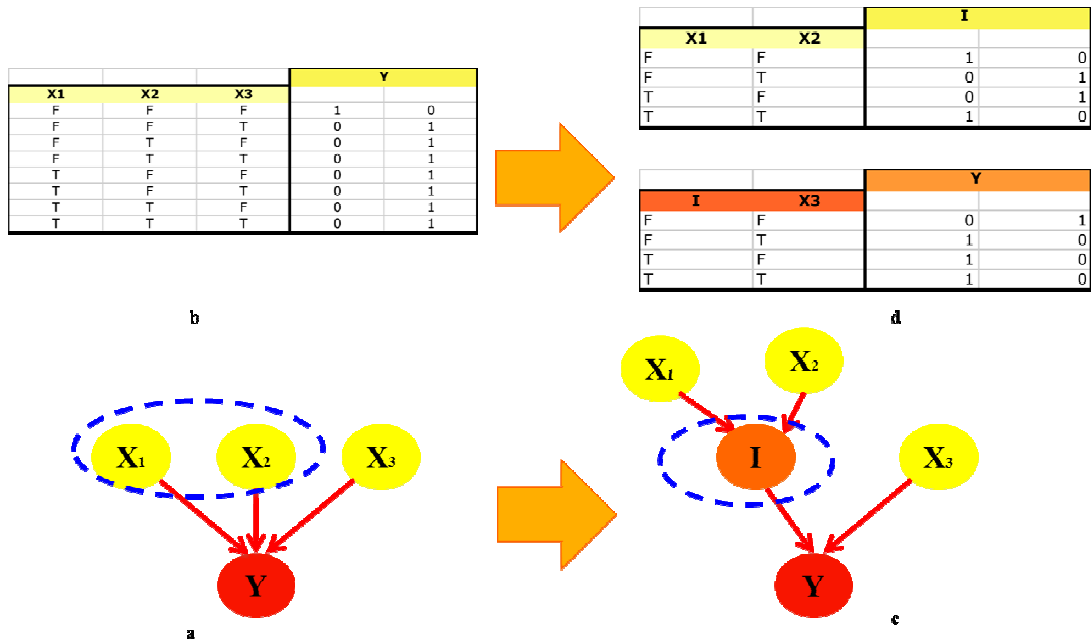 Y
X1 X2 X3
F F F 1 0
F F T 0 1
F T F 0 1
F T T 0 1
T F F 0 1
T F T 0 1
T T F 0 1
T T T 0 1
b
I
X1 X2
F F 1 0
F T 0 1
T F 0 1
T T 1 0
Y
I X3
F F 0 1
F T 1 0
T F 1 0
T T 1 0
d
X1 X2 X3
Y
a
X1 X2
I X3
Y
c